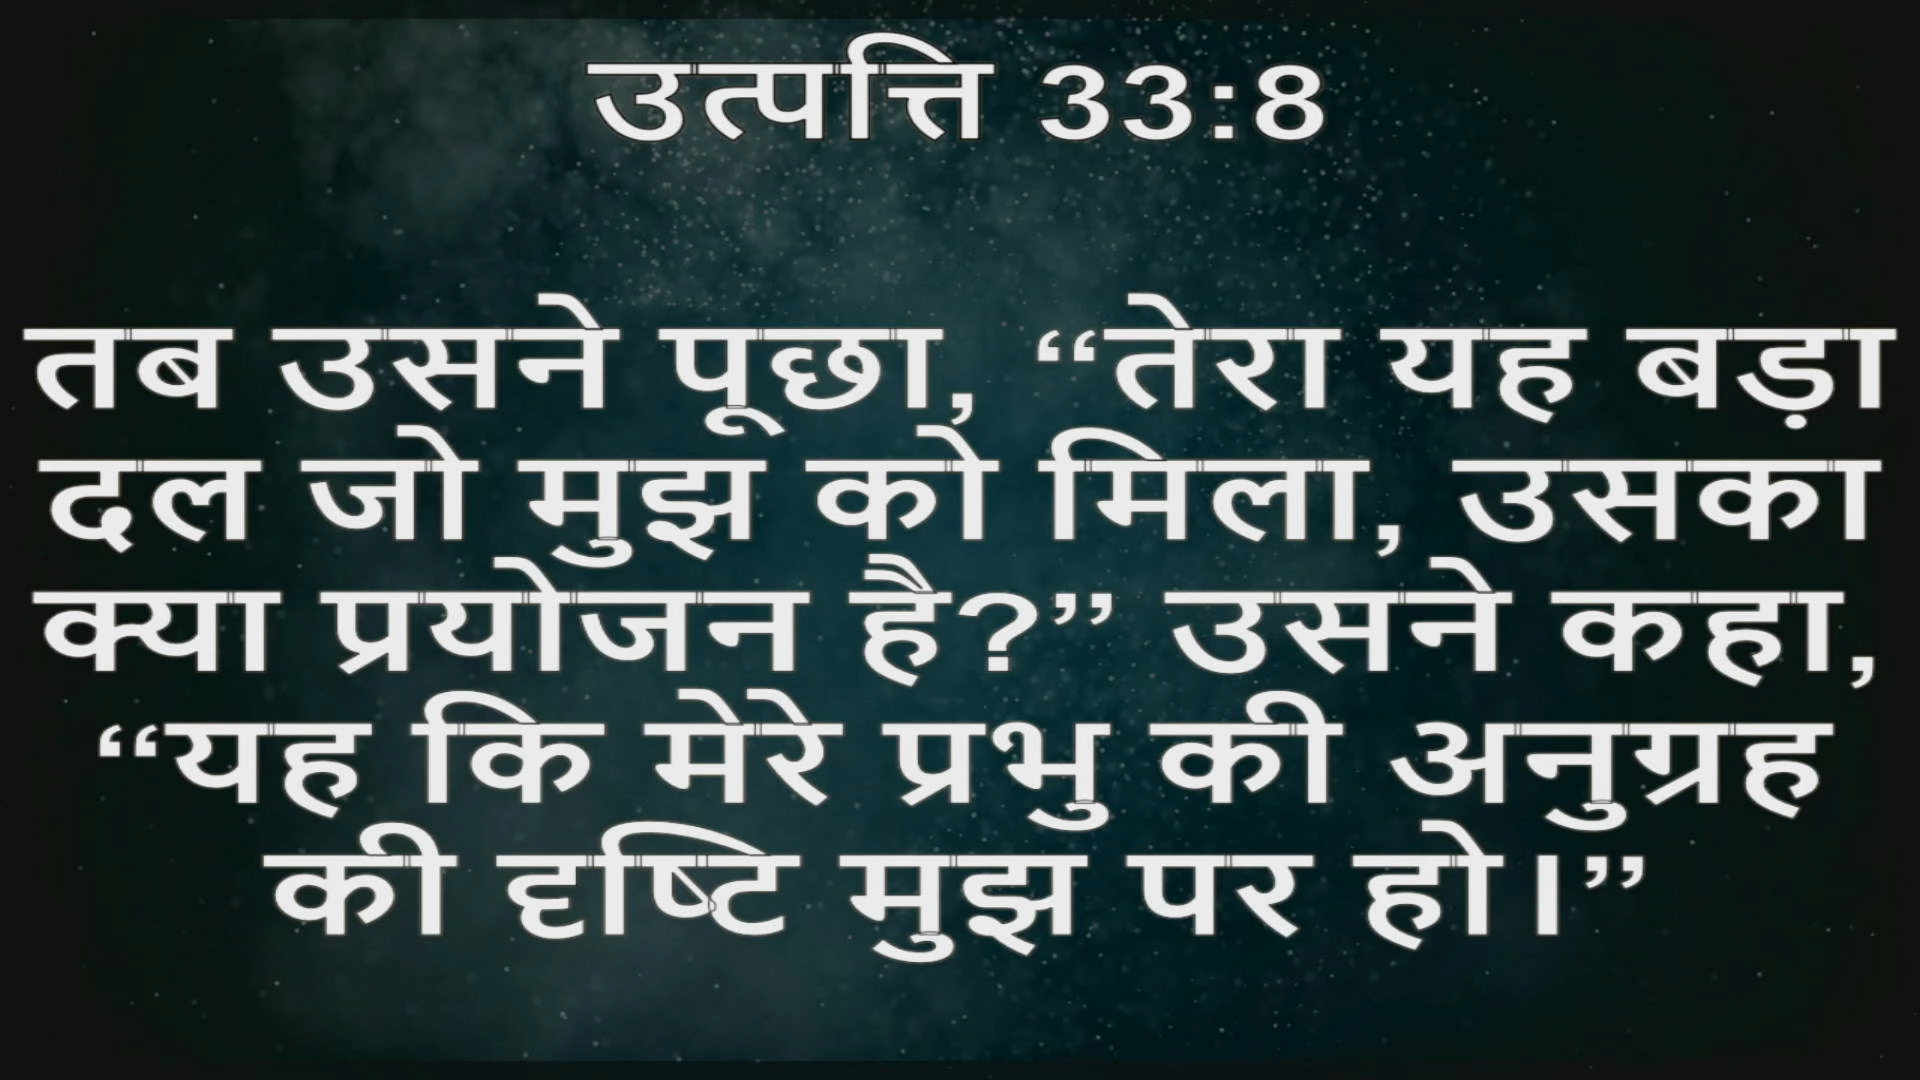 उत्पत्ति 33:8
तब उसने पूछा, “तेरा यह बड़ा
दल जो मुझ को मिला, उसका
क्या प्रयोजन है?” उसने कहा,
“यह कि मेरे प्रभु की अनुग्रह
की दृष्टि मुझ पर हो।”